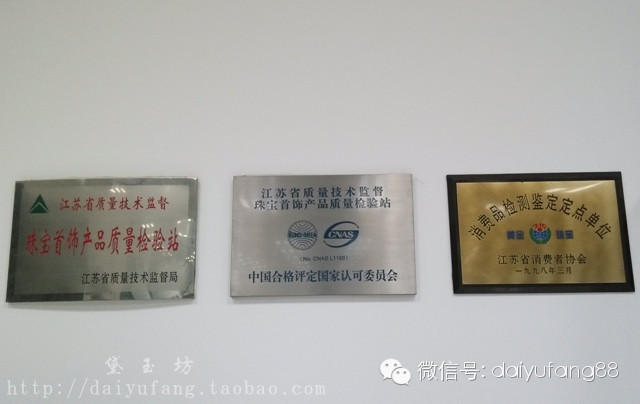 江苏省质量技术监督
珠宝首饰产品质量检验站
江苏省质量技术监督局
江苏省质量技术监督
珠宝首饰产品质量检验站
CNAS
中国合格评定国家认可委员会
消费品检测鉴定定点单位
江苏省消费者协会
一九九八年三月
黛玉坊
http://daiyufang.taobao.com
微信号: daiyufang88